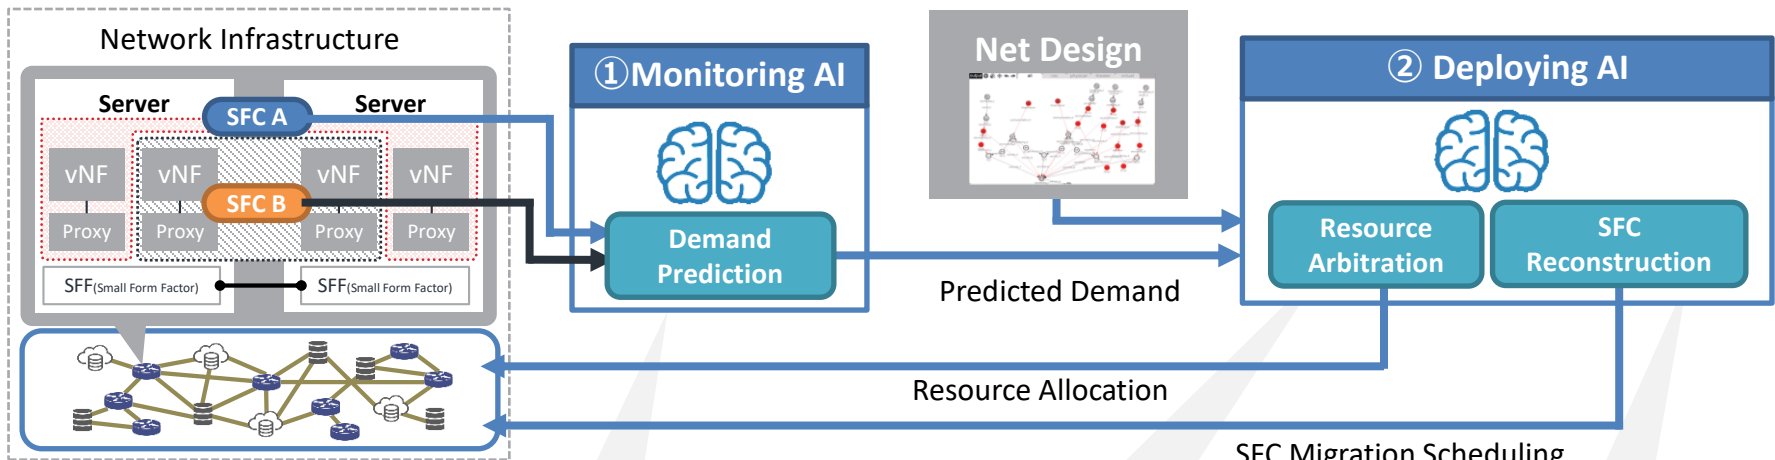 Network Infrastructure
Server
Server
SFC A
vNF
vNF
vNF
vNF
SFC B
Proxy
Proxy
Proxy
Proxy
SFF(Small Form Factor)
SFF(Small Form Factor)
①Monitoring AI
Demand
Prediction
Net Design
Predicted Demand
② Deploying AI
Resource
Arbitration
SFC
Reconstruction
Resource Allocation
SFC Migration Scheduling